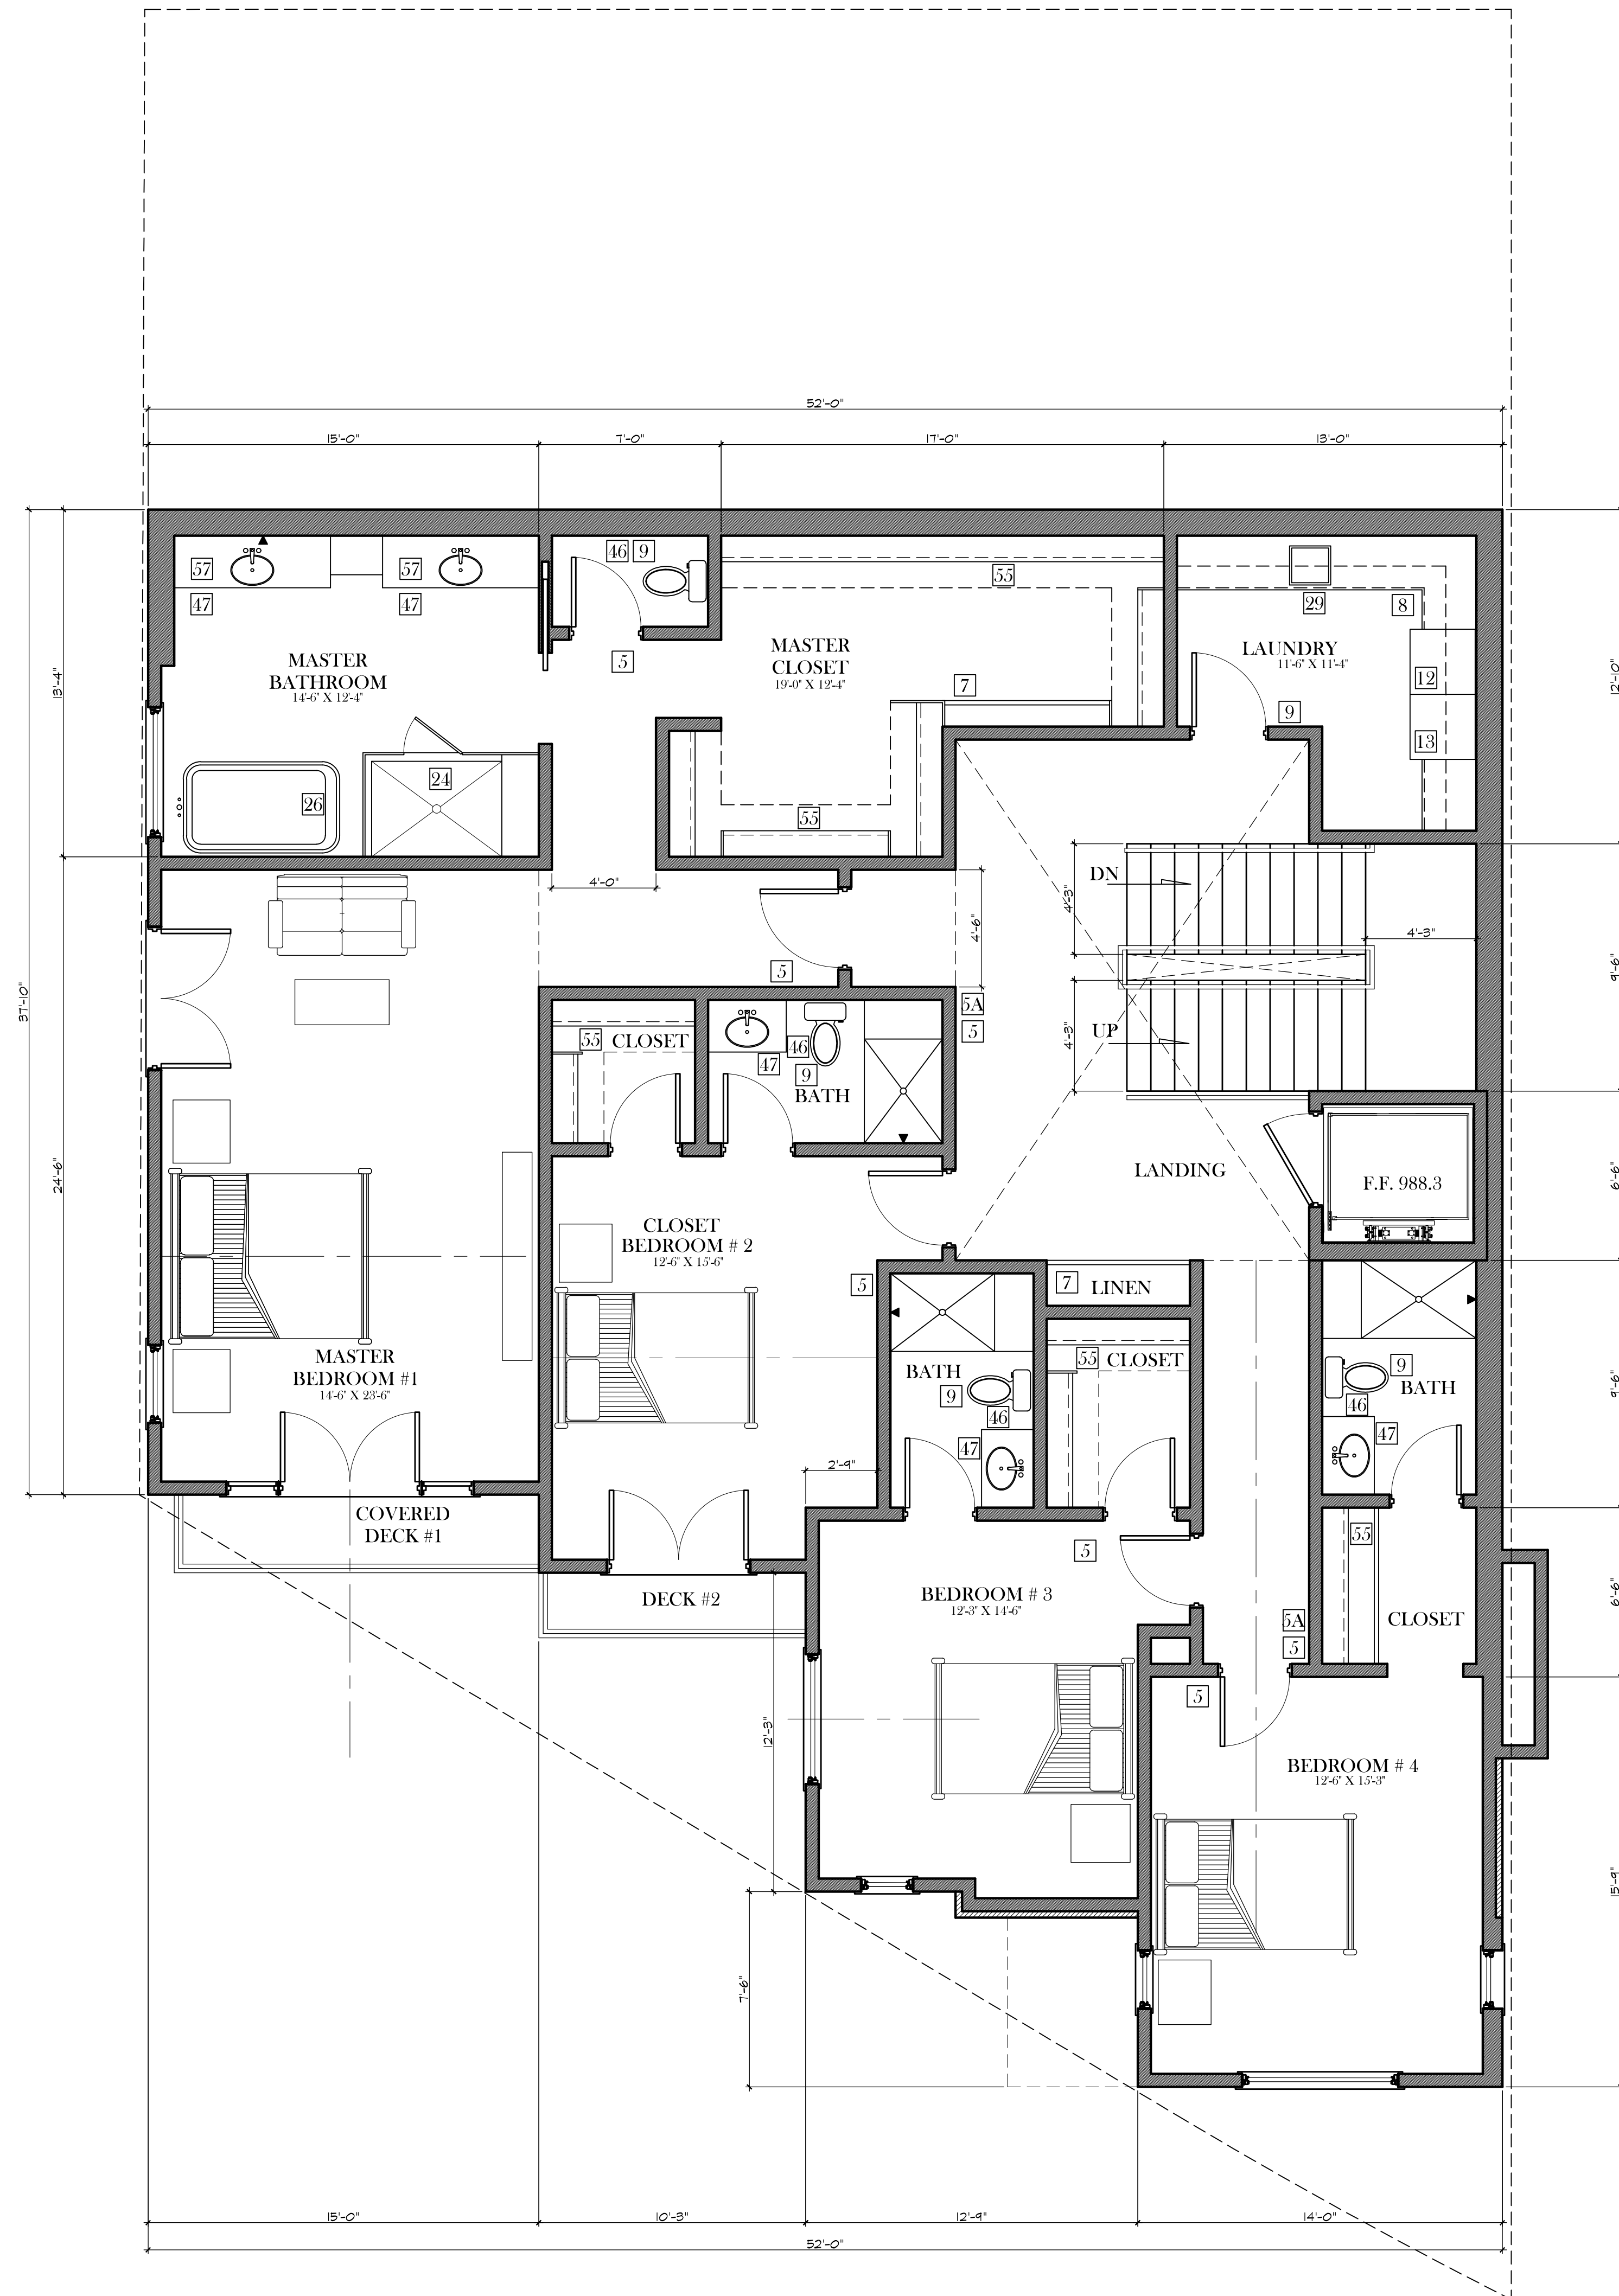 52'-0"
15'-0"
7'-0"
17'-0"
13'-0"
37'-10"
13'-4"
24'-6"
57
47
57
47
MASTER
BATHROOM
14'-6" X 12'-4"
26
24
46
9
5
MASTER
CLOSET
19'-0" X 12'-4"
55
7
55
LAUNDRY
11'-6" X 11'-4"
29
8
12
13
9
12'-10"
4'-0"
5
4'-6"
5A
5
DN
4'-3"
4'-3"
UP
4'-3"
9'-6"
55
CLOSET
47
46
9
BATH
LANDING
F.F. 988.3
6'-6"
CLOSET
BEDROOM # 2
12'-6" X 15'-6"
5
MASTER
BEDROOM #1
14'-6" X 23'-6"
7
LINEN
BATH
9
46
47
55
CLOSET
9
BATH
46
47
9'-6"
2'-9"
COVERED
DECK #1
DECK #2
5
BEDROOM # 3
12'-3" X 14'-6"
55
CLOSET
5A
5
6'-6"
5
12'-3"
BEDROOM # 4
12'-6" X 15'-3"
15'-9"
7'-6"
15'-0"
10'-3"
12'-9"
14'-0"
52'-0"